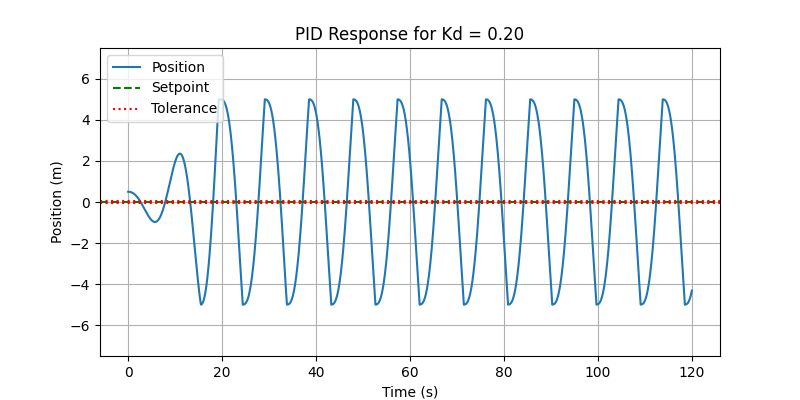 PID Response for Kd = 0.20
Position
Setpoint
Tolerance
Position (m)
6
4
2
0
−2
−4
−6
0 20 40 60 80 100 120
Time (s)